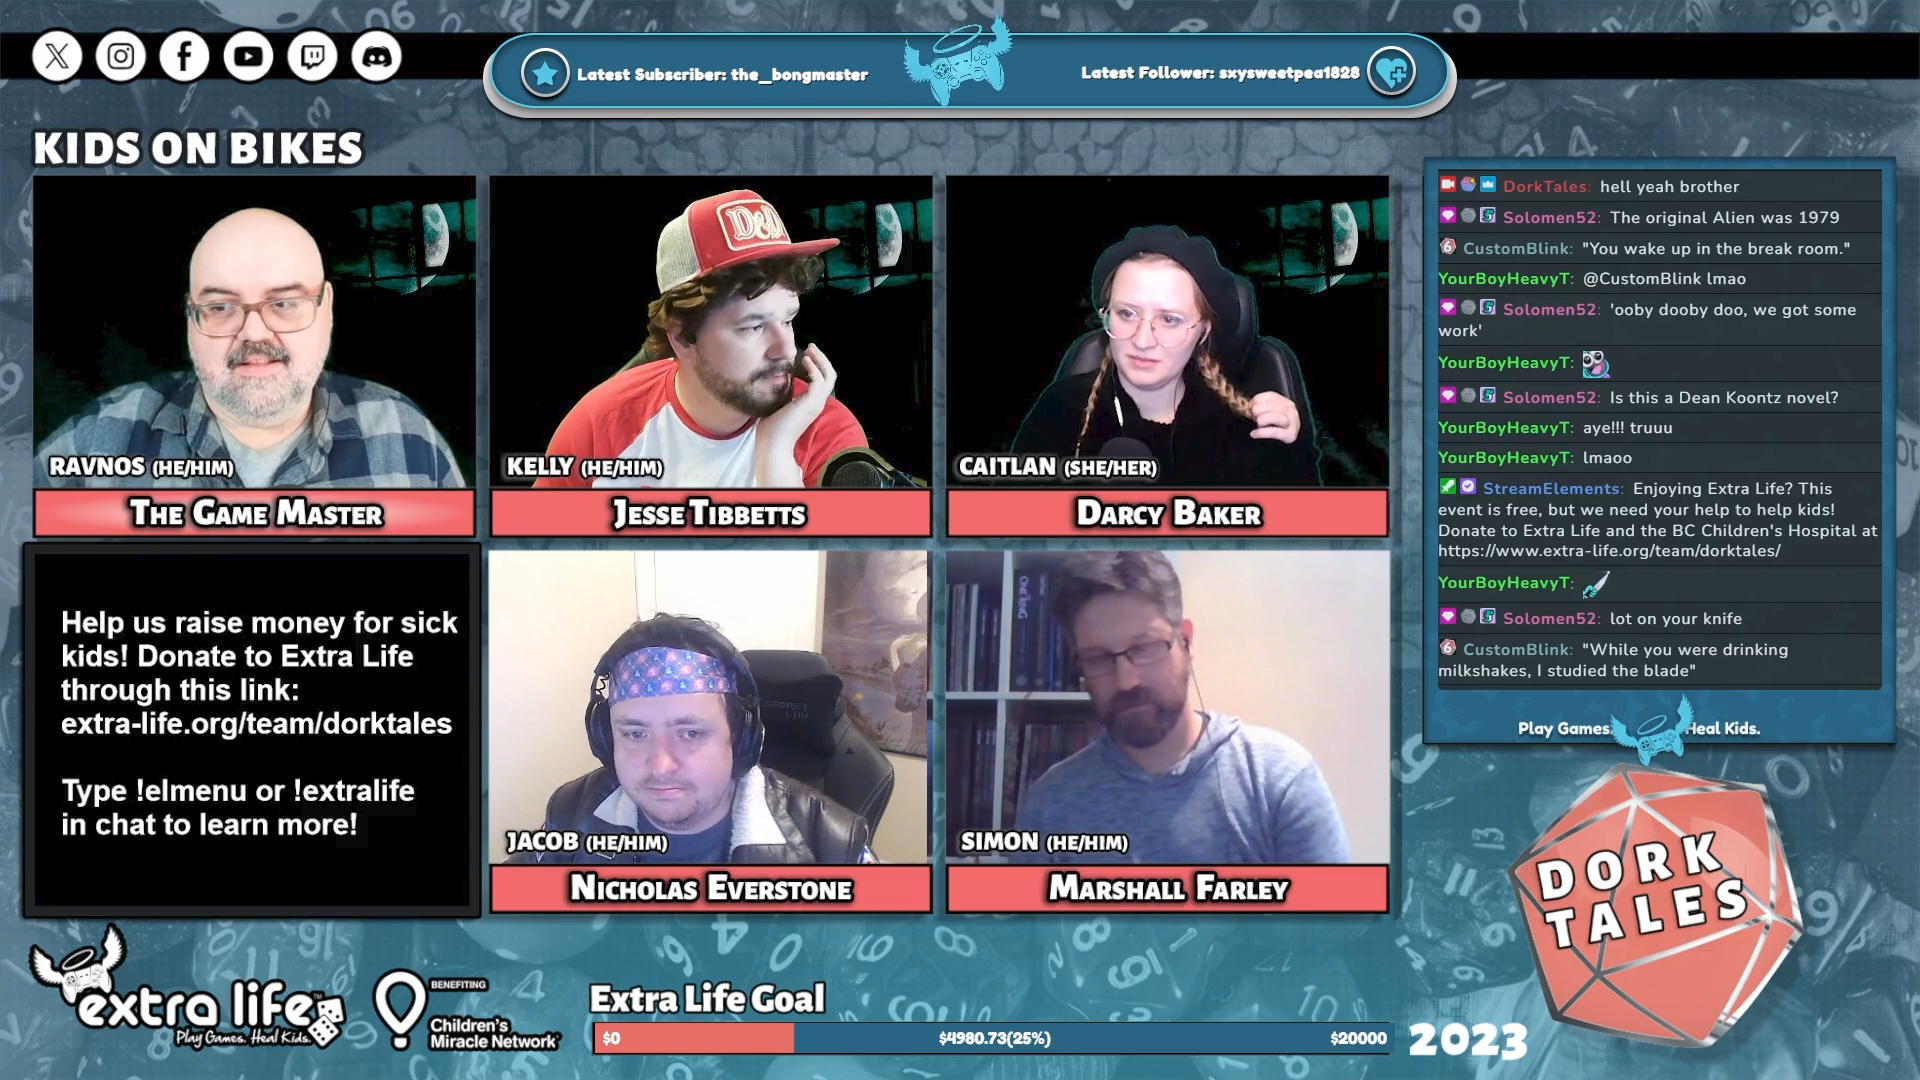 Latest Subscriber: the_bongmaster
Latest Follower: sxysweetpea1828
KIDS ON BIKES
D&D
RAVNOS (HE/HIM)
THE GAME MASTER
KELLY (HE/HIM)
JESSE TIBBETTS
CAITLAN (SHE/HER)
DARCY BAKER
Help us raise money for sick
kids! Donate to Extra Life
through this link:
extra-life.org/team/dorktales
Type !elmenu or !extralife
in chat to learn more!
JACOB (HE/HIM)
NICHOLAS EVERSTONE
SIMON (HE/HIM)
MARSHALL FARLEY
DorkTales: hell yeah brother
Solomen52: The original Alien was 1979
CustomBlink: "You wake up in the break room."
YourBoyHeavyT: @CustomBlink lmao
Solomen52: 'ooby dooby doo, we got some
work'
YourBoyHeavyT:
Solomen52: Is this a Dean Koontz novel?
YourBoyHeavyT: aye!!! truuu
YourBoyHeavyT: lmaoo
StreamElements: Enjoying Extra Life? This
event is free, but we need your help to help kids!
Donate to Extra Life and the BC Children's Hospital at
https://www.extra-life.org/team/dorktales/
YourBoyHeavyT:
Solomen52: lot on your knife
CustomBlink: "While you were drinking
milkshakes, I studied the blade"
Play Games. Heal Kids.
DORK
TALES
extra life
Play Games. Heal Kids.
BENEFITING
Children's
Miracle Network
Extra Life Goal
$0
$4980.73(25%)
$20000
2023